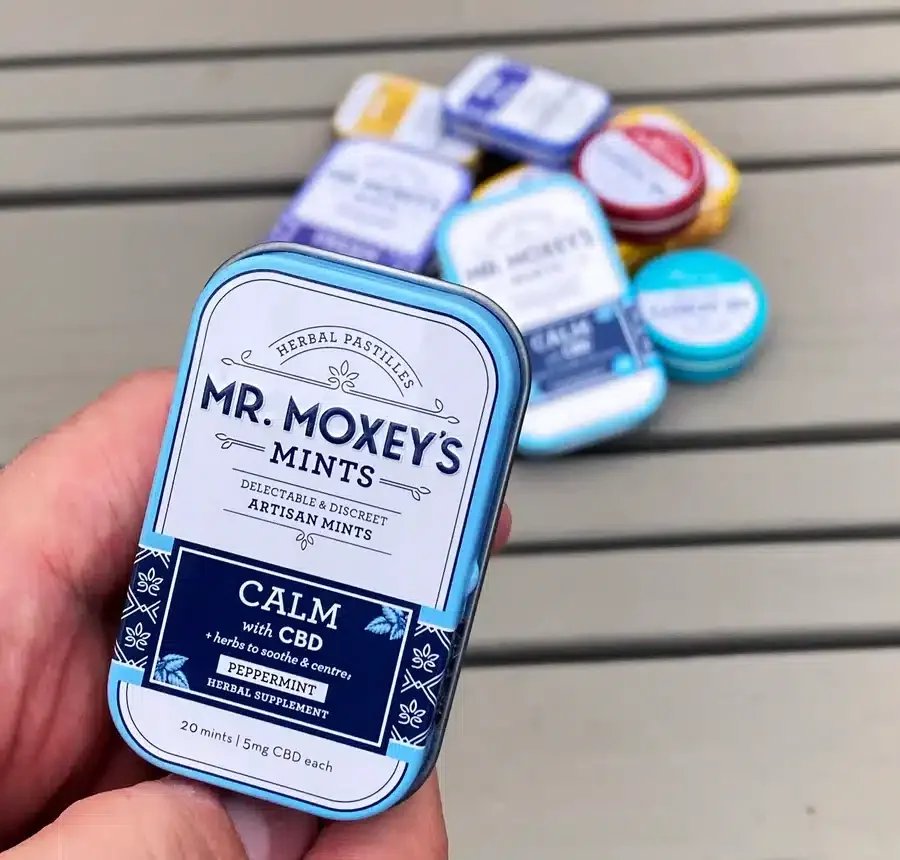 HERBAL PASTILLES
MR. MOXEY'S
MINTS
DELECTABLE & DISCREET
ARTISAN MINTS
CALM
with CBD
+ herbs to soothe & centre,
PEPPERMINT
HERBAL SUPPLEMENT
20 mints | 5mg CBD each
MR. MOXEY'S
MR. MOXEY'S
CALM
CBD